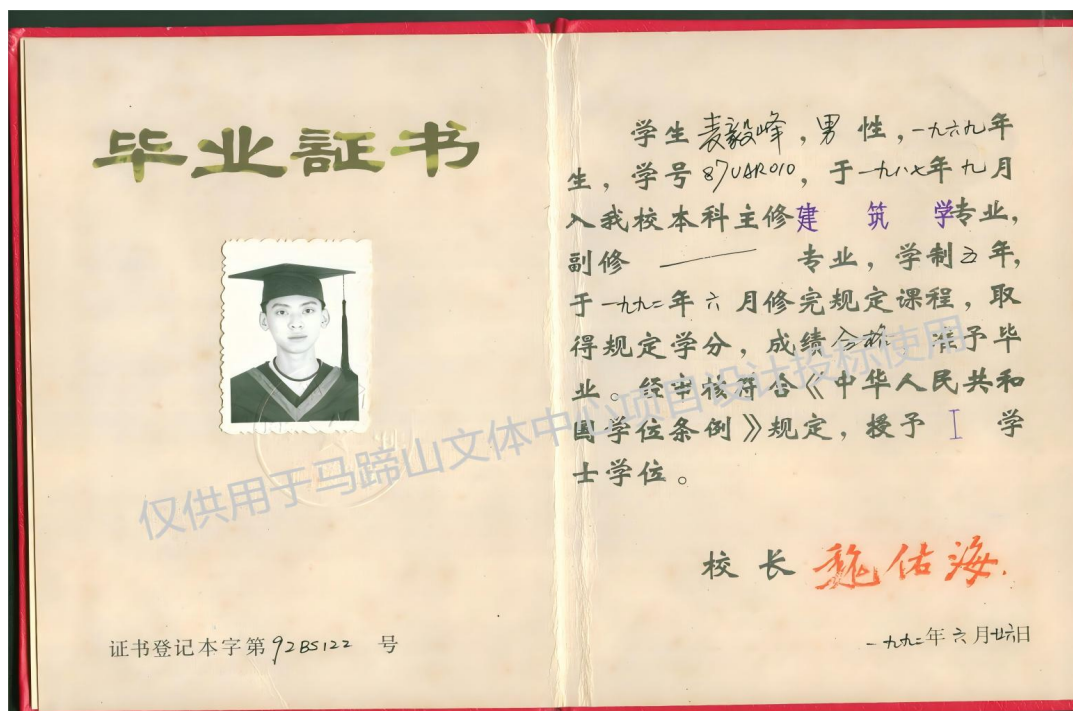 毕业証书
证书登记本字第92BS122 号
学生麦毅峰，男 性，一九六九年
生，学号87UAR010，于一九八七年九月
入我校本科主修建 筑 学专业，
副修 —— 专业，学制五年，
于一九九二年六月修完规定课程，取
得规定学分，成绩合格 准予毕
业。经审核符合《中华人民共和
国学位条例》规定，授予 工 学
士学位。
校长 魏佑海
一九九二年六月廿六日
仅供用于马蹄山文体中心项目设计投标使用